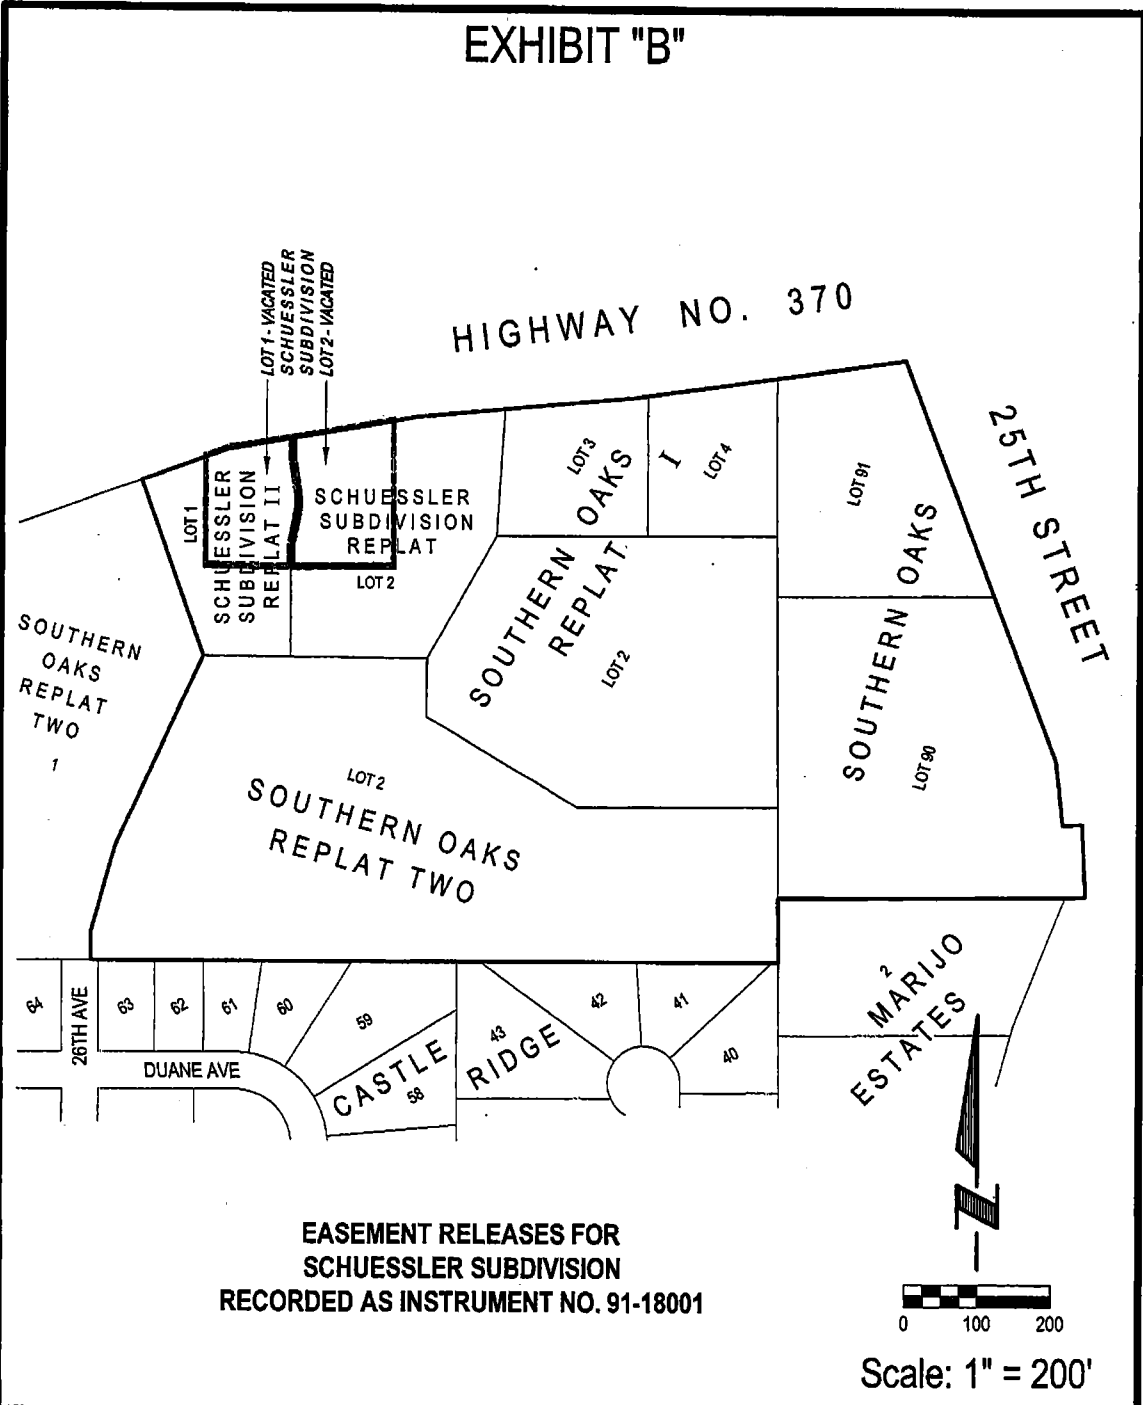 EXHIBIT "B"
LOT 1 - VACATED
SCHUESSLER
SUBDIVISION
LOT 2 - VACATED
HIGHWAY NO. 370
25TH STREET
LOT 1
SCHUESSLER
SUBDIVISION
REPLAT II
SCHUESSLER
SUBDIVISION
REPLAT
LOT 2
LOT 3
LOT 4
SOUTHERN OAKS
REPLAT I
LOT 2
LOT 91
SOUTHERN OAKS
LOT 90
SOUTHERN
OAKS
REPLAT
TWO
1
LOT 2
SOUTHERN OAKS
REPLAT TWO
64
26TH AVE
63
62
61
60
59
58
DUANE AVE
CASTLE RIDGE
43
42
41
40
2
MARIJO
ESTATES
EASEMENT RELEASES FOR
SCHUESSLER SUBDIVISION
RECORDED AS INSTRUMENT NO. 91-18001
N
0 100 200
Scale: 1" = 200'